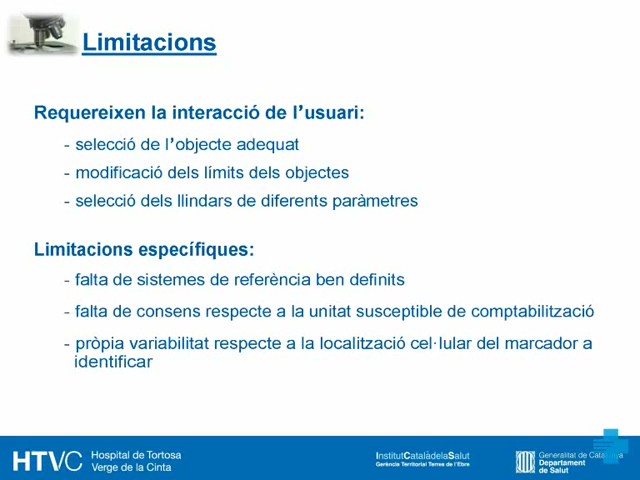 Limitacions
Requereixen la interacció de l’usuari:
- selecció de l’objecte adequat
- modificació dels límits dels objectes
- selecció dels llindars de diferents paràmetres
Limitacions específiques:
- falta de sistemes de referència ben definits
- falta de consens respecte a la unitat susceptible de comptabilització
- pròpia variabilitat respecte a la localització cel·lular del marcador a
identificar
HTVC
Hospital de Tortosa
Verge de la Cinta
InstitutCatalàdelaSalut
Gerència Territorial Terres de l'Ebre
Generalitat de Catalunya
Departament
de Salut